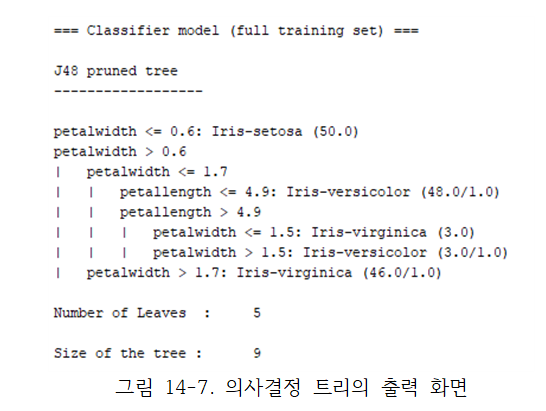 === Classifier model (full training set) ===
J48 pruned tree
------------------
petalwidth <= 0.6: Iris-setosa (50.0)
petalwidth > 0.6
|   petalwidth <= 1.7
|   |   petallength <= 4.9: Iris-versicolor (48.0/1.0)
|   |   petallength > 4.9
|   |   |   petalwidth <= 1.5: Iris-virginica (3.0)
|   |   |   petalwidth > 1.5: Iris-versicolor (3.0/1.0)
|   petalwidth > 1.7: Iris-virginica (46.0/1.0)
Number of Leaves  :     5
Size of the tree :      9
그림 14-7. 의사결정 트리의 출력 화면